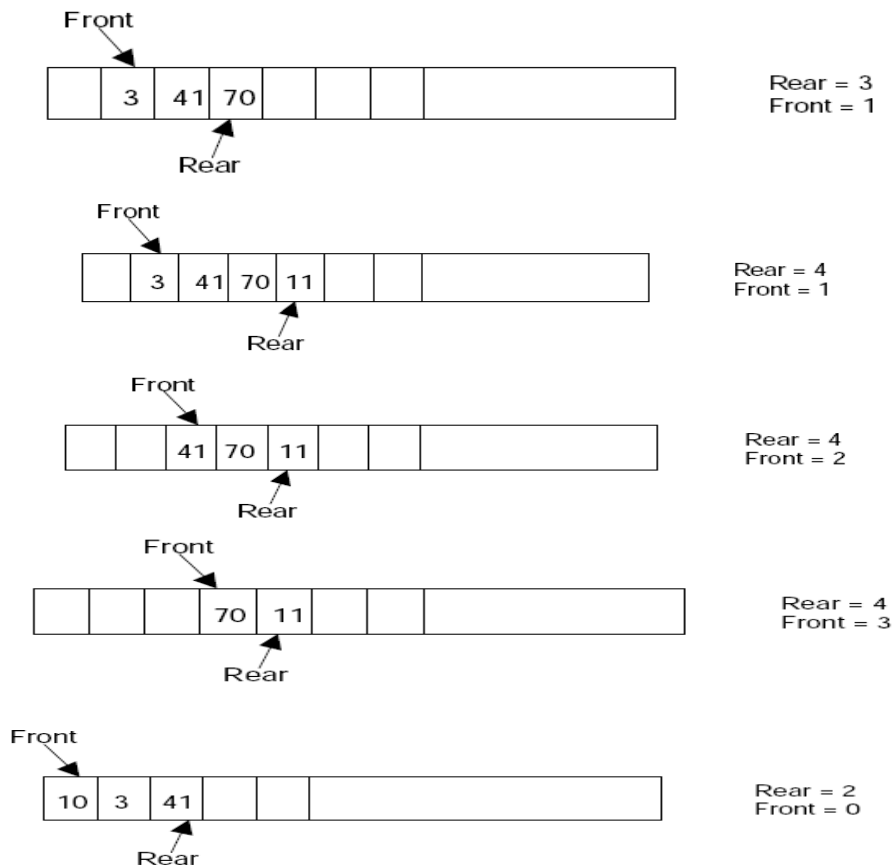 Front
3 41 70
Rear = 3
Front = 1
Rear
Front
3 41 70 11
Rear = 4
Front = 1
Rear
Front
41 70 11
Rear = 4
Front = 2
Rear
Front
70 11
Rear = 4
Front = 3
Rear
Front
10 3 41
Rear = 2
Front = 0
Rear